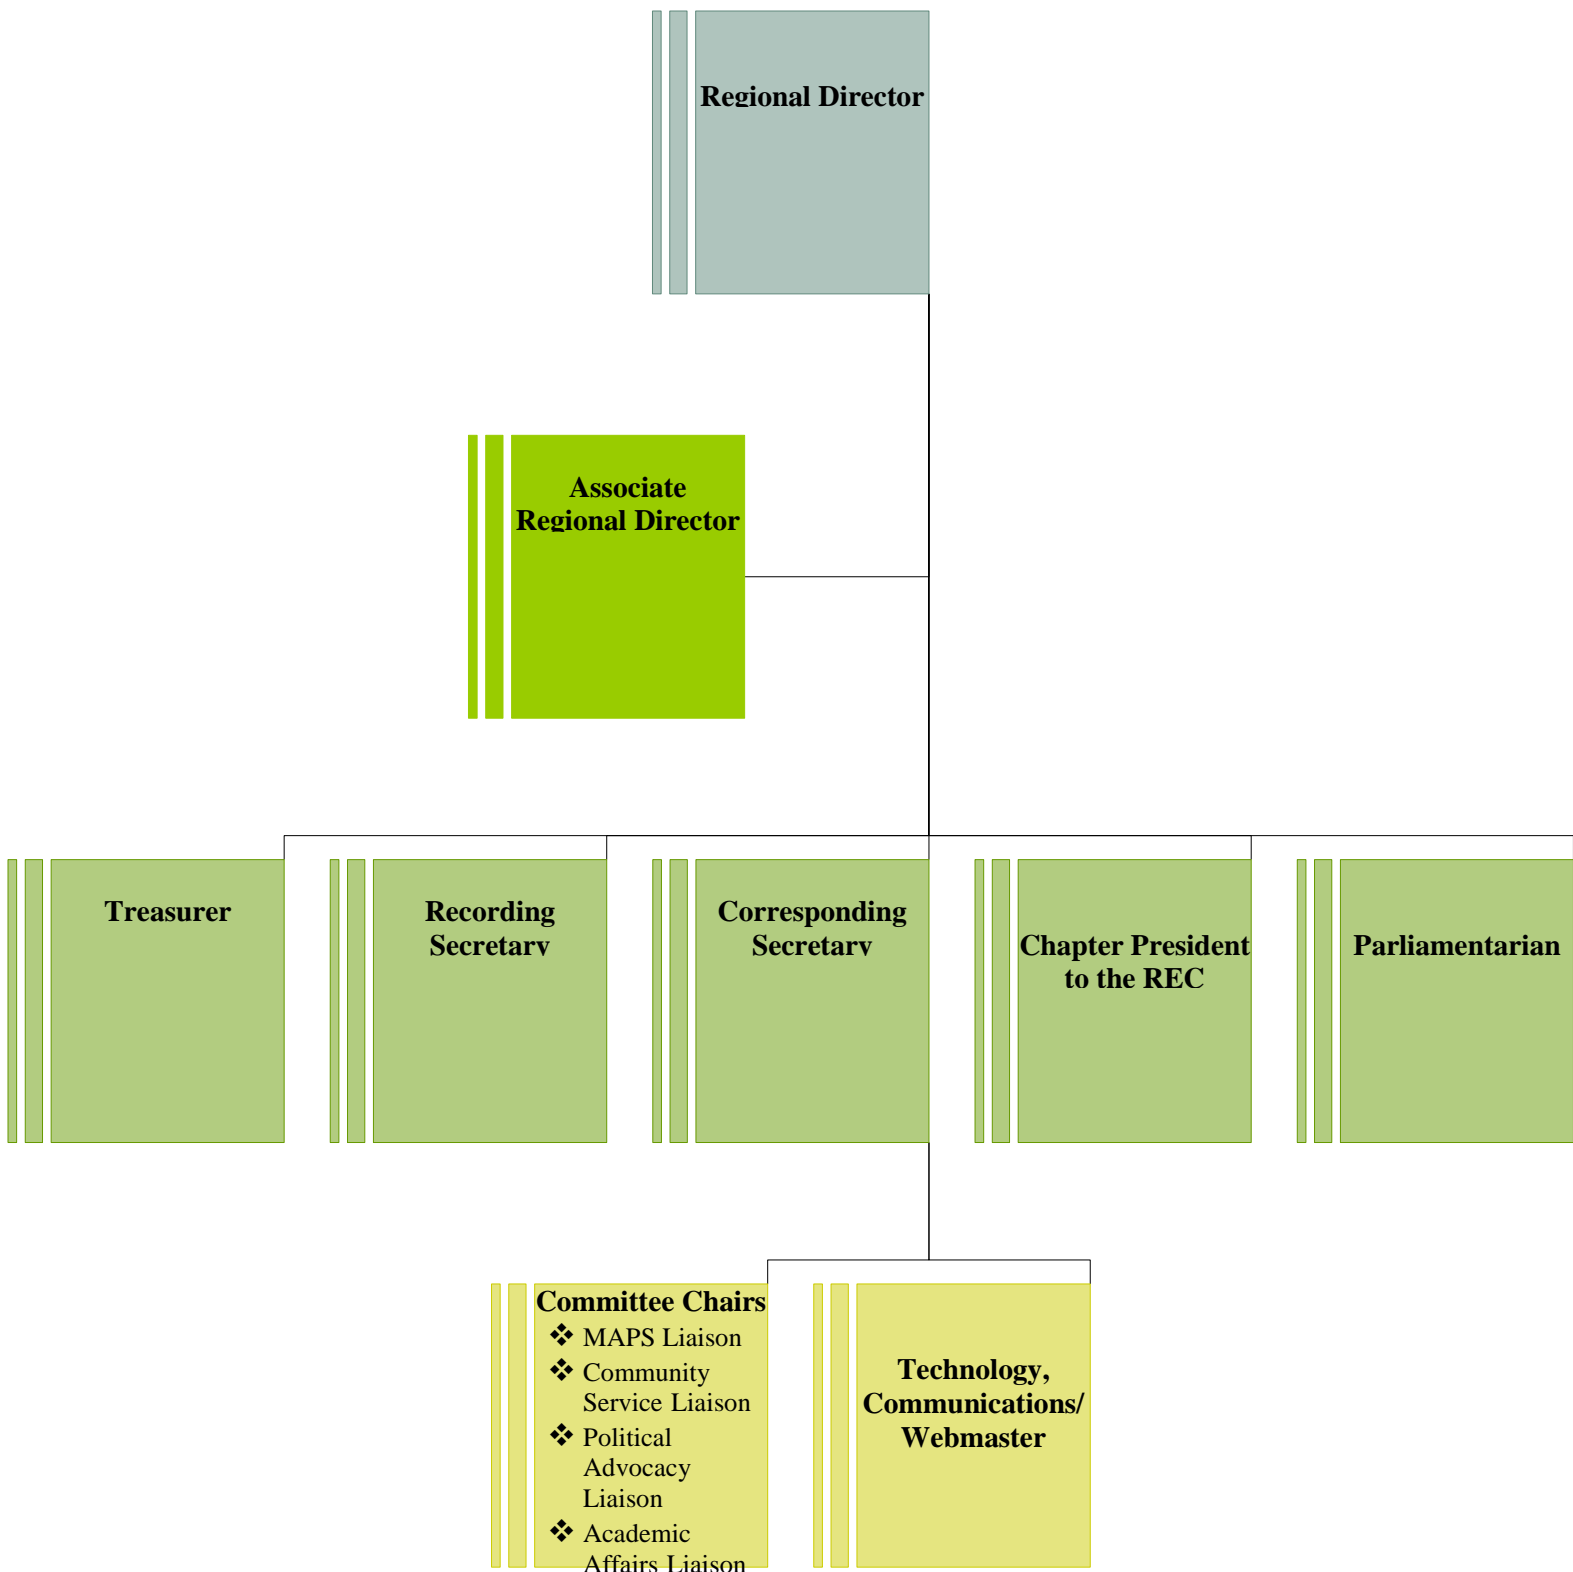 Regional Director
Associate
Regional Director
Treasurer
Recording
Secretary
Corresponding
Secretary
Chapter President
to the REC
Parliamentarian
Committee Chairs
❖ MAPS Liaison
❖ Community
Service Liaison
❖ Political
Advocacy
Liaison
❖ Academic
Affairs Liaison
Technology,
Communications/
Webmaster